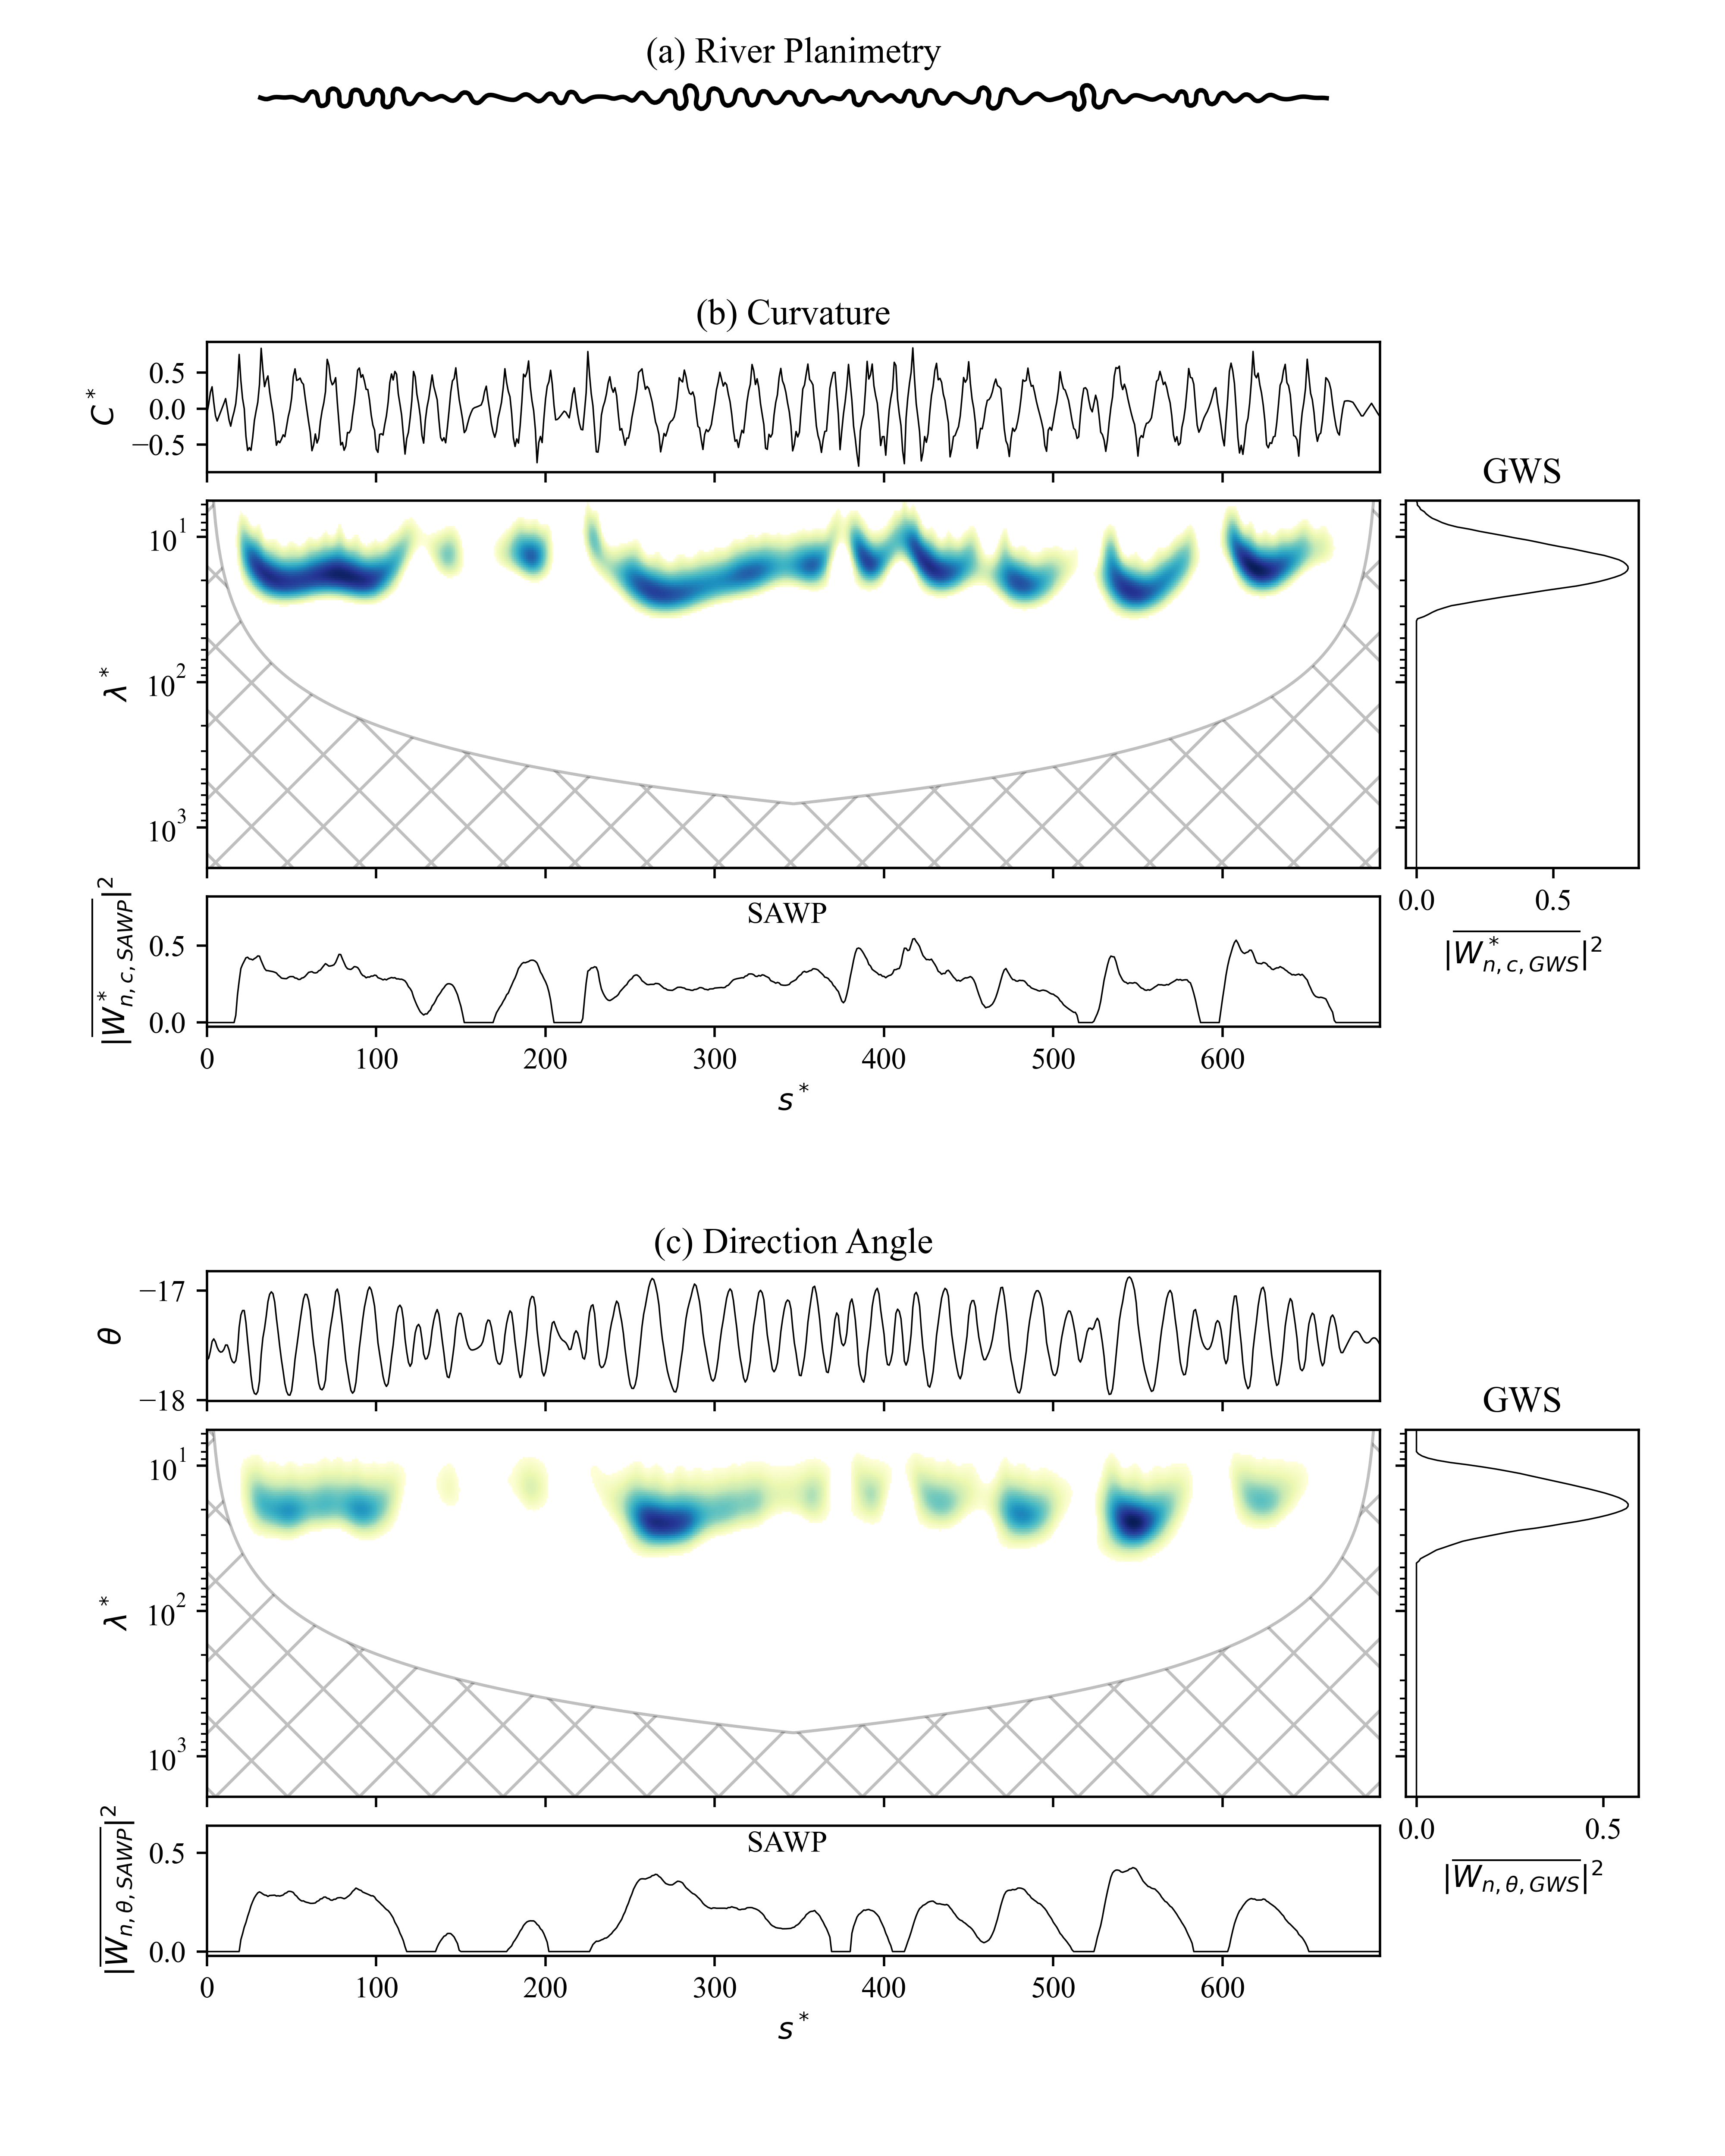 (a) River Planimetry
(b) Curvature
C*
0.5
0.0
−0.5
GWS
λ*
10^1
10^2
10^3
0.0 0.5
|W*_{n,c,GWS}|^2
|W*_{n,c,SAWP}|^2
SAWP
0.5
0.0
0 100 200 300 400 500 600
s*
(c) Direction Angle
θ
−17
−18
GWS
λ*
10^1
10^2
10^3
0.0 0.5
|W_{n,θ,GWS}|^2
|W_{n,θ,SAWP}|^2
SAWP
0.5
0.0
0 100 200 300 400 500 600
s*